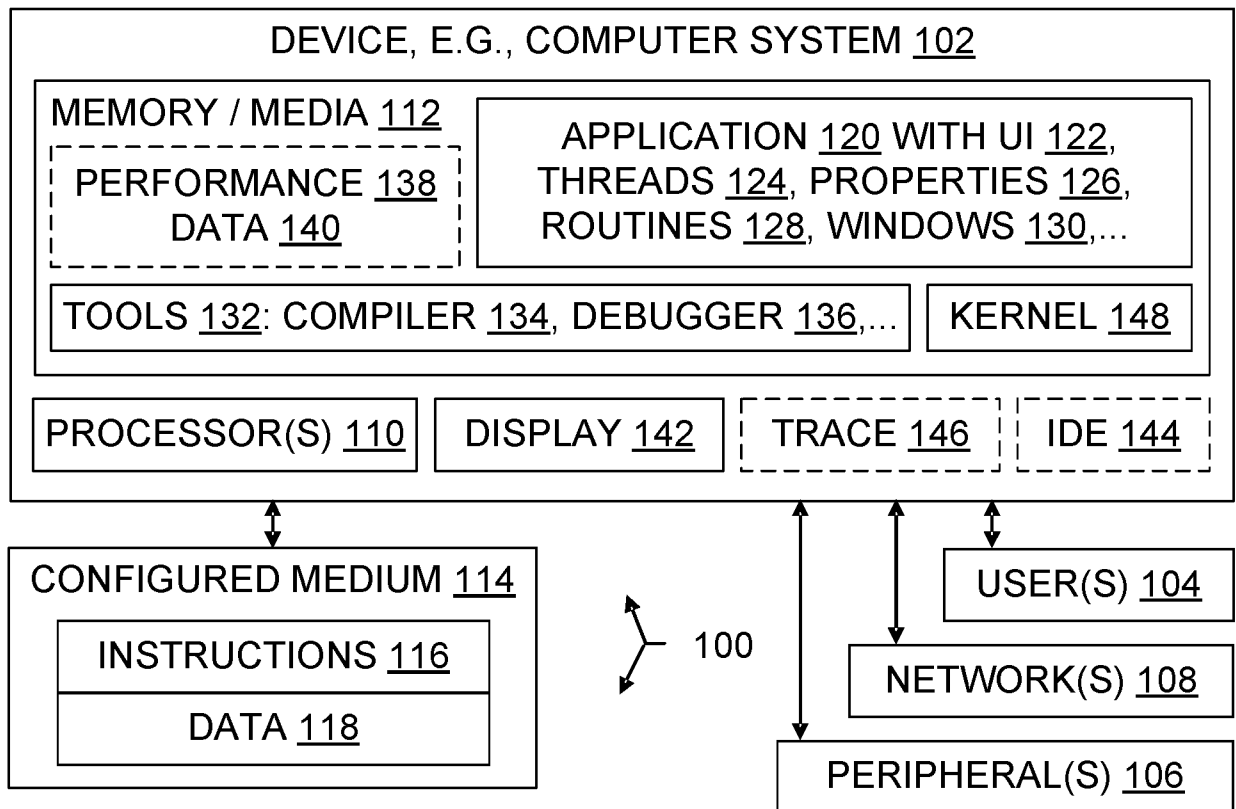 DEVICE, E.G., COMPUTER SYSTEM 102
MEMORY / MEDIA 112
PERFORMANCE 138
DATA 140
APPLICATION 120 WITH UI 122,
THREADS 124, PROPERTIES 126,
ROUTINES 128, WINDOWS 130,...
TOOLS 132: COMPILER 134, DEBUGGER 136,...
KERNEL 148
PROCESSOR(S) 110
DISPLAY 142
TRACE 146
IDE 144
CONFIGURED MEDIUM 114
INSTRUCTIONS 116
DATA 118
100
USER(S) 104
NETWORK(S) 108
PERIPHERAL(S) 106